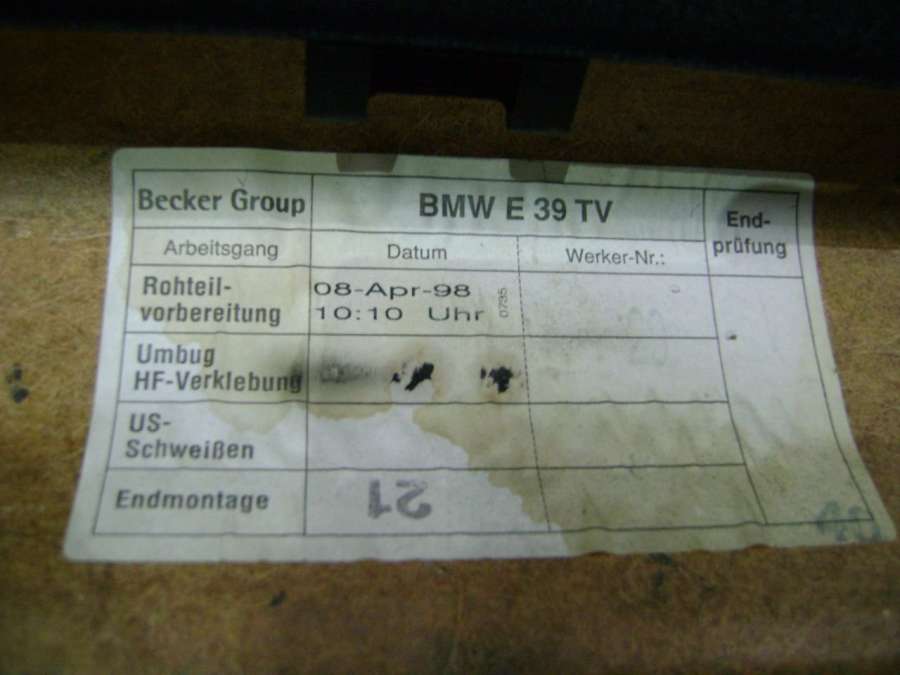 Becker Group
BMW E 39 TV
End-
prüfung
Arbeitsgang
Datum
Werker-Nr.:
Rohteil-
vorbereitung
08-Apr-98
10:10 Uhr
0735
Umbug
HF-Verklebung
US-
Schweißen
Endmontage
21